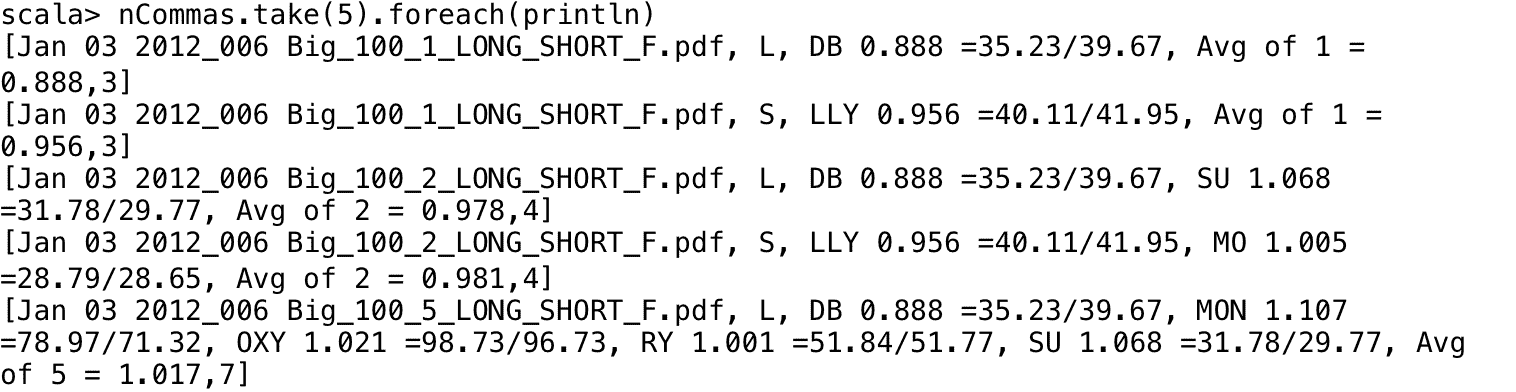 scala> nCommas.take(5).foreach(println)
[Jan 03 2012_006 Big_100_1_LONG_SHORT_F.pdf, L, DB 0.888 =35.23/39.67, Avg of 1 =
0.888,3]
[Jan 03 2012_006 Big_100_1_LONG_SHORT_F.pdf, S, LLY 0.956 =40.11/41.95, Avg of 1 =
0.956,3]
[Jan 03 2012_006 Big_100_2_LONG_SHORT_F.pdf, L, DB 0.888 =35.23/39.67, SU 1.068
=31.78/29.77, Avg of 2 = 0.978,4]
[Jan 03 2012_006 Big_100_2_LONG_SHORT_F.pdf, S, LLY 0.956 =40.11/41.95, MO 1.005
=28.79/28.65, Avg of 2 = 0.981,4]
[Jan 03 2012_006 Big_100_5_LONG_SHORT_F.pdf, L, DB 0.888 =35.23/39.67, MON 1.107
=78.97/71.32, OXY 1.021 =98.73/96.73, RY 1.001 =51.84/51.77, SU 1.068 =31.78/29.77, Avg
of 5 = 1.017,7]